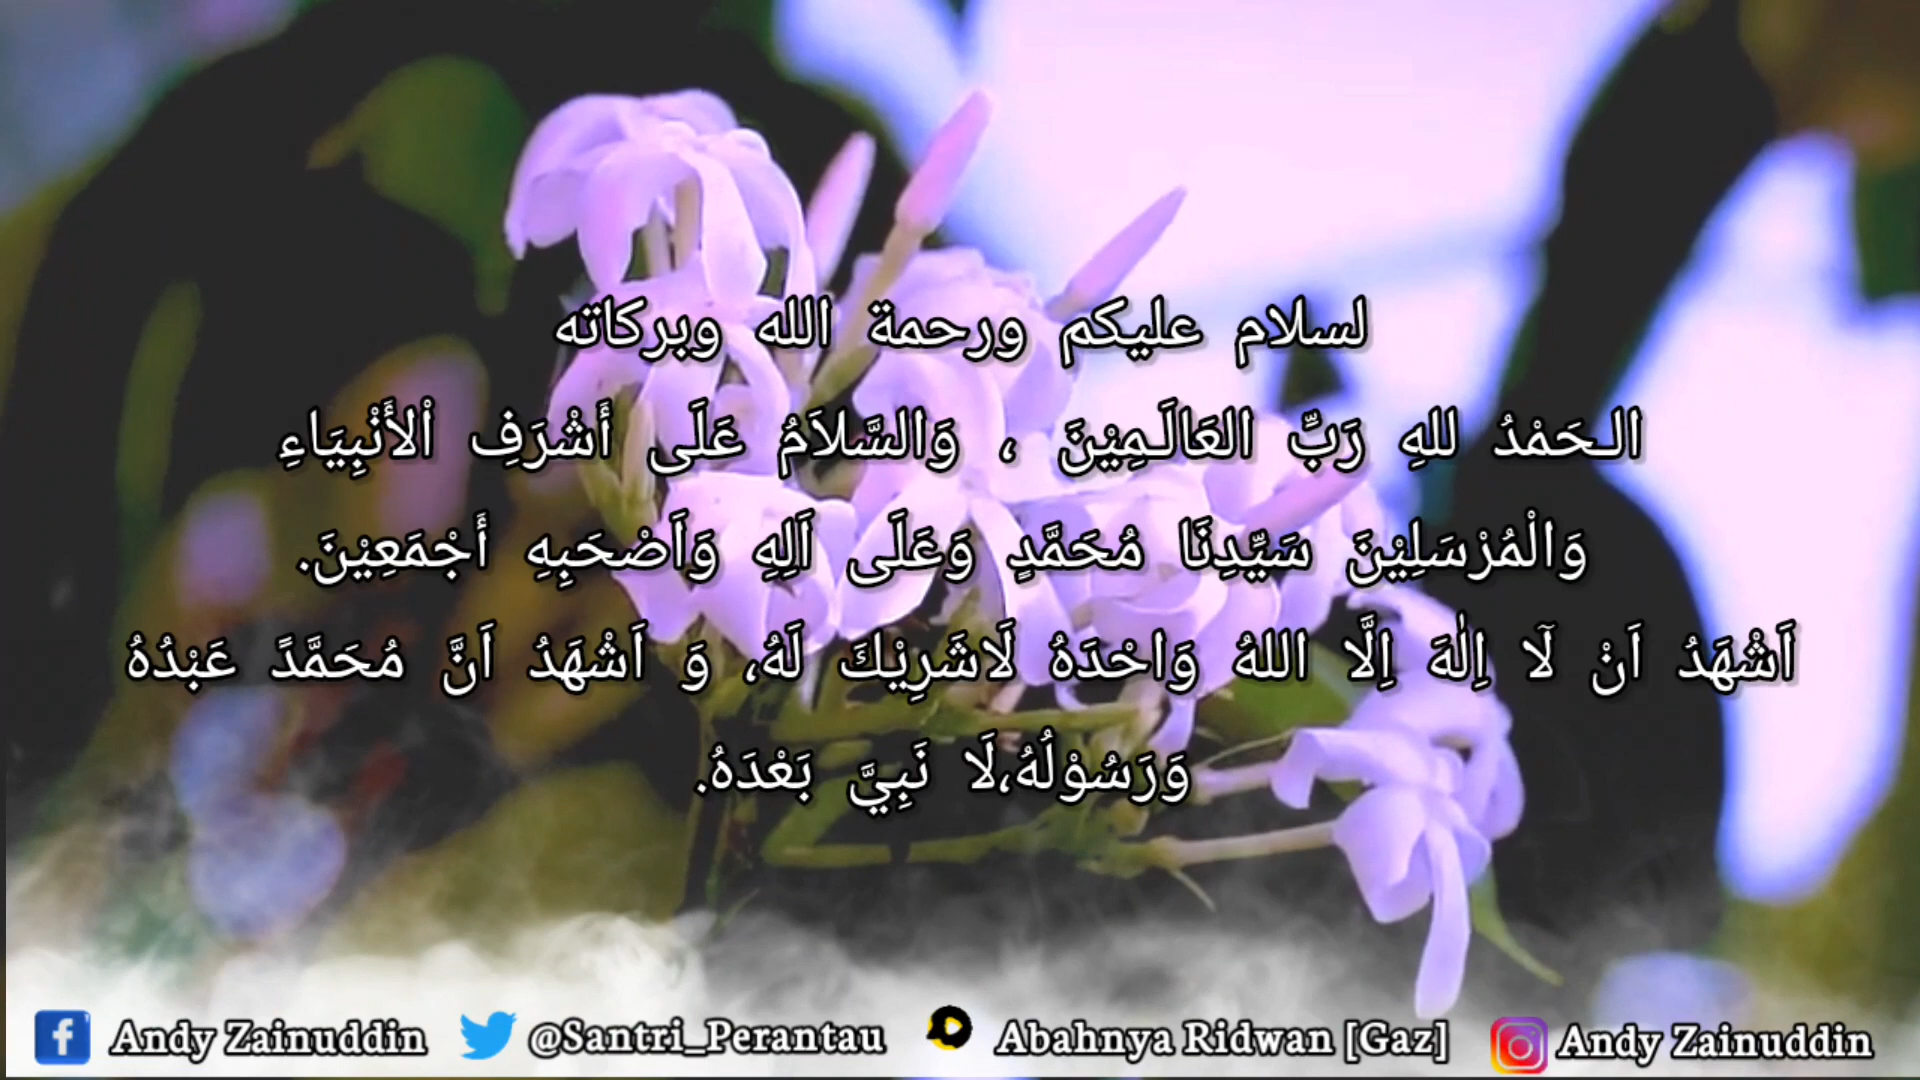 لسلام عليكم ورحمة الله وبركاته
الـحَمْدُ للهِ رَبِّ العَالَـمِيْنَ ، وَالسَّلاَمُ عَلَى أَشْرَفِ اْلأَنْبِيَاءِ
وَالْمُرْسَلِيْنَ سَيِّدِنَا مُحَمَّدٍ وَعَلَى اَلِهِ وَاَصْحَبِهِ أَجْمَعِيْنَ.
اَشْهَدُ اَنْ لَآ اِلٰهَ اِلَّا اللهُ وَاحْدَهُ لَاشَرِيْكَ لَهُ، وَ اَشْهَدُ اَنَّ مُحَمَّدً عَبْدُهُ
وَرَسُوْلُهُ،لَا نَبِيَّ بَعْدَهُ.
Andy Zainuddin @Santri_Perantau Abahnya Ridwan [Gaz] Andy Zainuddin